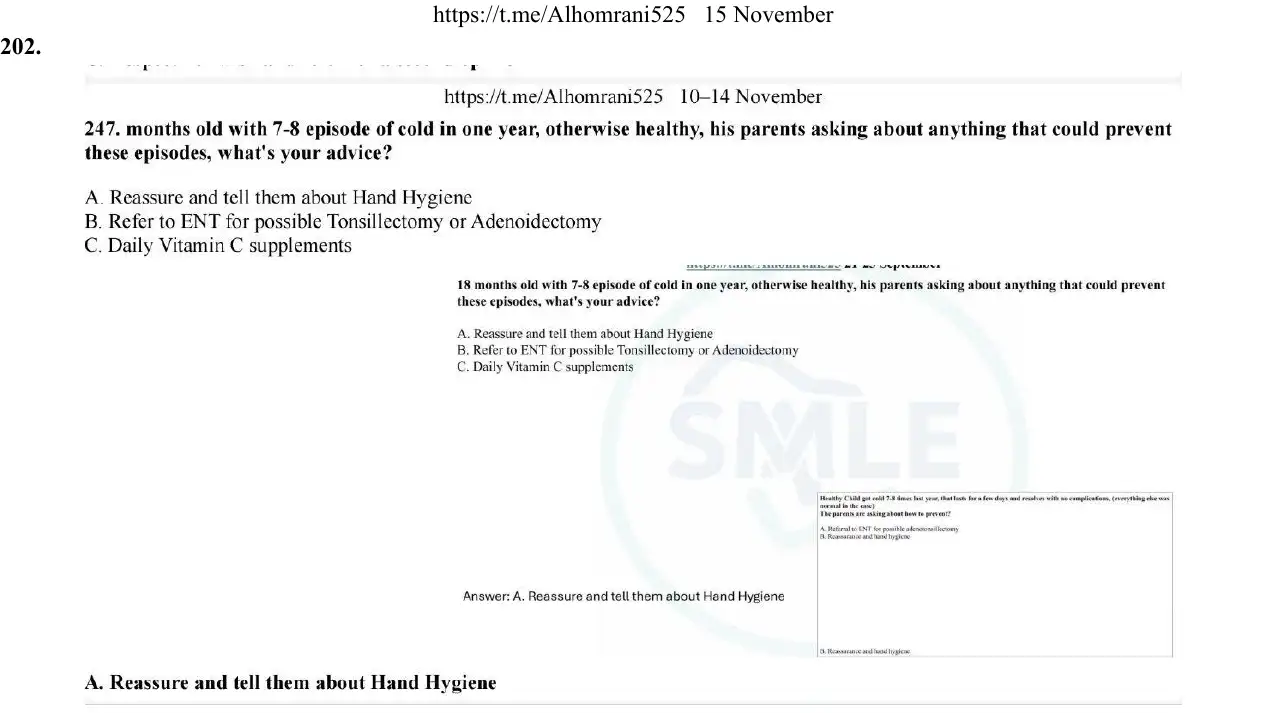 https://t.me/Alhomrani525 15 November
202.
https://t.me/Alhomrani525 10–14 November
247. months old with 7-8 episode of cold in one year, otherwise healthy, his parents asking about anything that could prevent
these episodes, what's your advice?
A. Reassure and tell them about Hand Hygiene
B. Refer to ENT for possible Tonsillectomy or Adenoidectomy
C. Daily Vitamin C supplements
18 months old with 7-8 episode of cold in one year, otherwise healthy, his parents asking about anything that could prevent
these episodes, what's your advice?
A. Reassure and tell them about Hand Hygiene
B. Refer to ENT for possible Tonsillectomy or Adenoidectomy
C. Daily Vitamin C supplements
SMLE
Healthy Child got cold 7-8 times last year, that lasts for a few days and resolves with no complications, (everything else was
normal in the case)
The parents are asking about how to prevent?
A. Referral to ENT for possible adenotonsillectomy
B. Reassurance and hand hygiene
Answer: A. Reassure and tell them about Hand Hygiene
B. Reassurance and hand hygiene
A. Reassure and tell them about Hand Hygiene